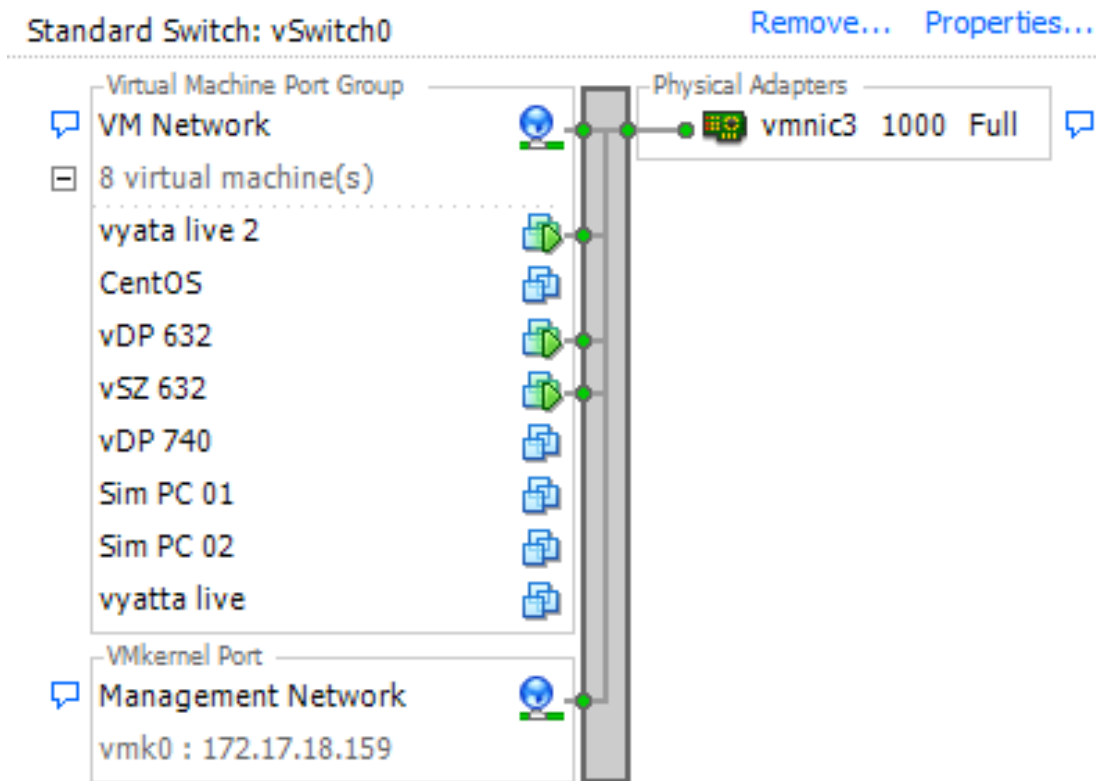 Standard Switch: vSwitch0 Remove... Properties...
Virtual Machine Port Group
VM Network
8 virtual machine(s)
vyata live 2
CentOS
vDP 632
vSZ 632
vDP 740
Sim PC 01
Sim PC 02
vyatta live
VMkernel Port
Management Network
vmk0 : 172.17.18.159
Physical Adapters
vmnic3 1000 Full